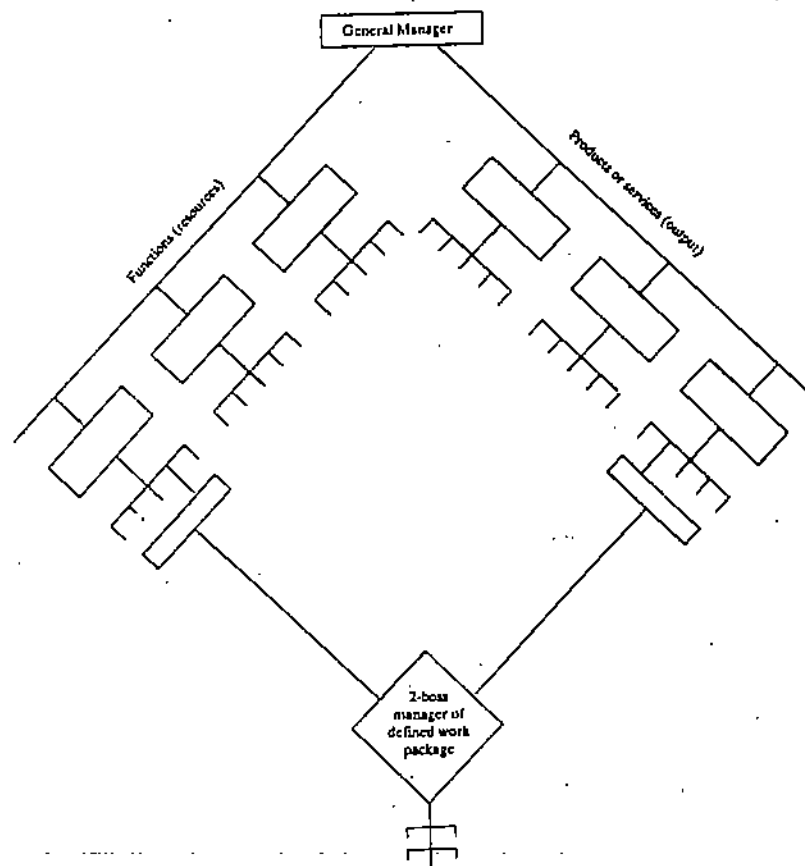 General Manager
Functions (resources)
Products or services (output)
2-boss
manager of
defined work
package